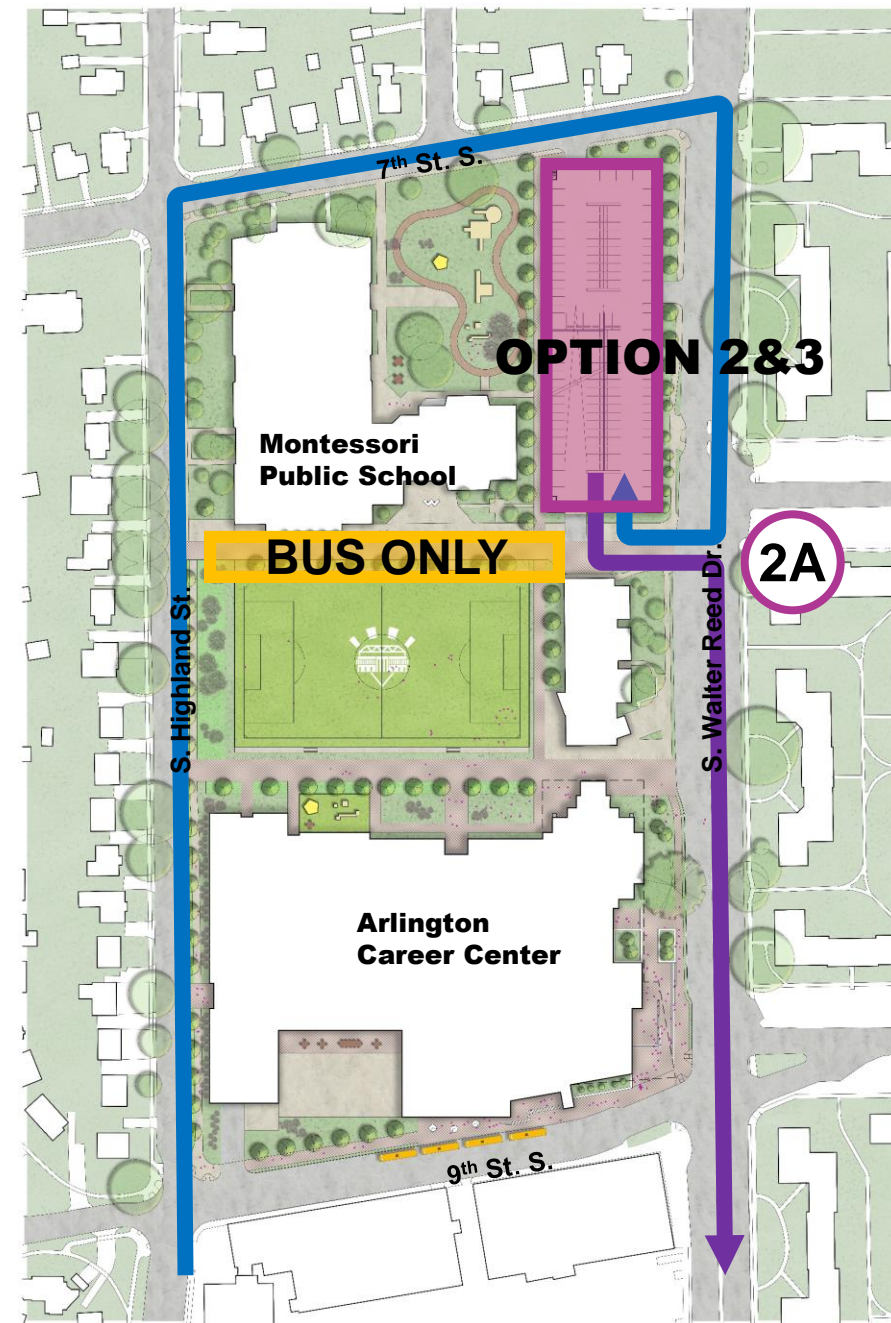 7th St. S.
OPTION 2&3
Montessori
Public School
BUS ONLY
2A
S. Highland St.
S. Walter Reed Dr.
Arlington
Career Center
9th St. S.